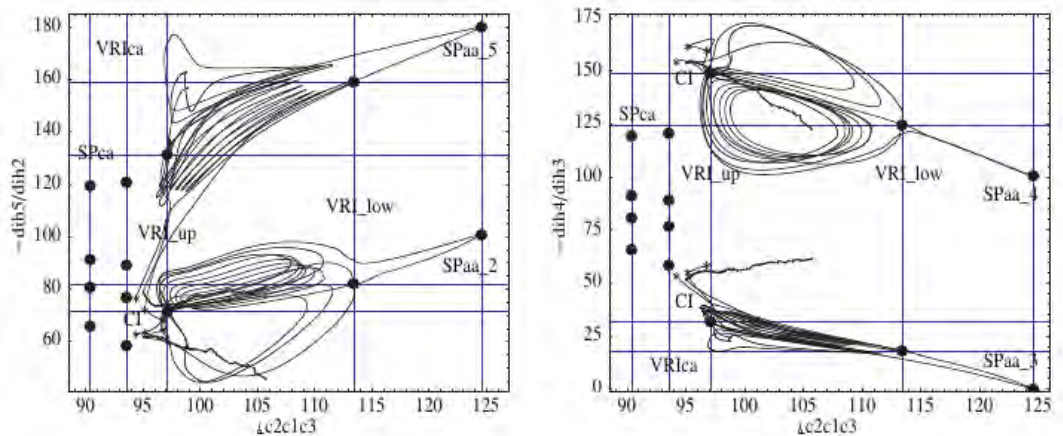 180
160
140
120
100
80
60
90 95 100 105 110 115 120 125
∠c2c1c3
−dih5/dih2
VRIca
SPaa_5
SPca
VRI_low
VRI_up
SPaa_2
CI
175
150
125
100
75
50
25
0
90 95 100 105 110 115 120 125
∠c2c1c3
−dih4/dih3
CI
SPca
VRI_up
VRI_low
SPaa_4
CI
VRIca
SPaa_3